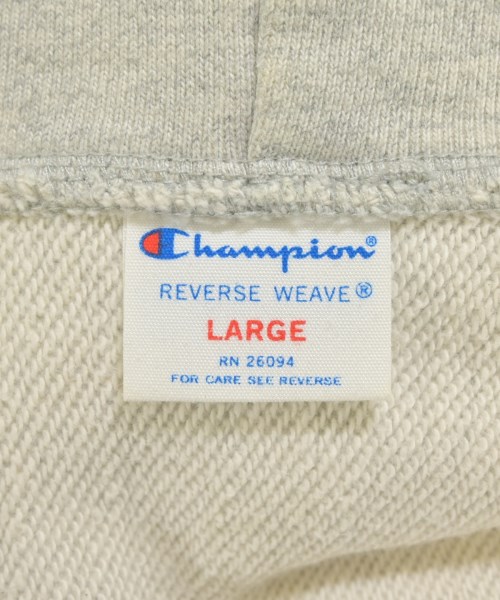 Champion®
REVERSE WEAVE®
LARGE
RN 26094
FOR CARE SEE REVERSE